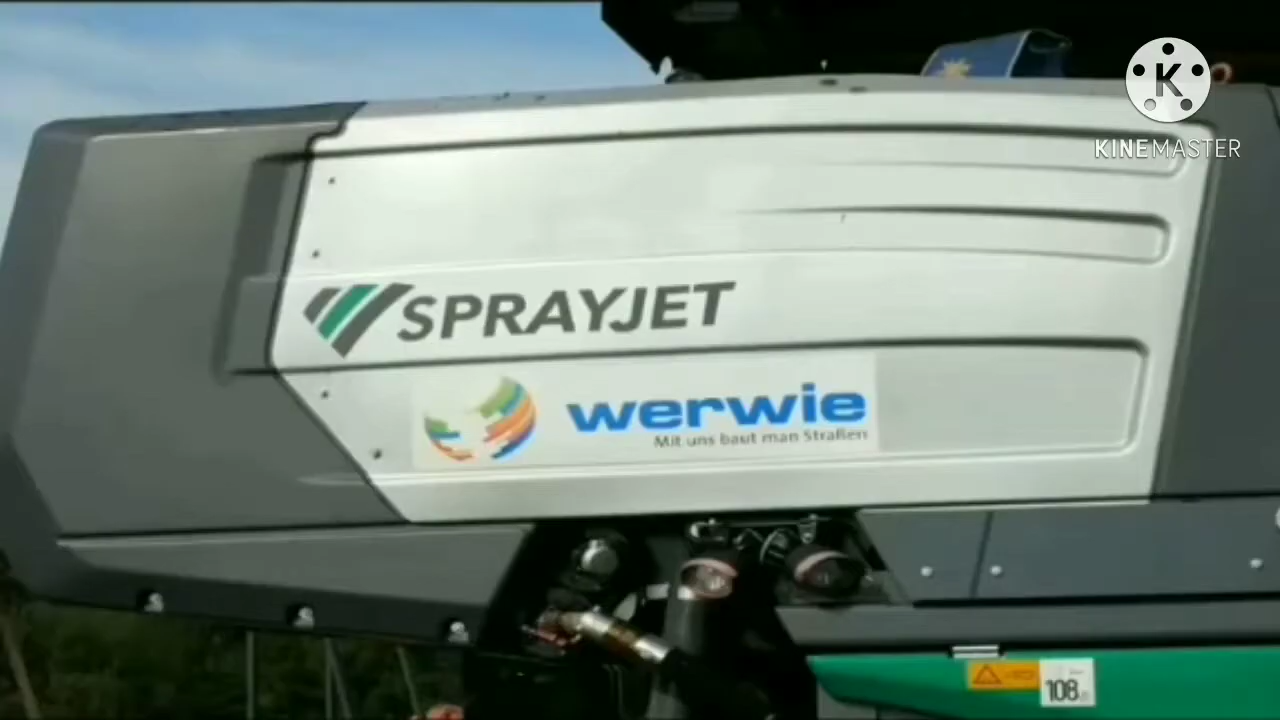 K
KINEMASTER
SPRAYJET
werwie
Mit uns baut man Straßen
108